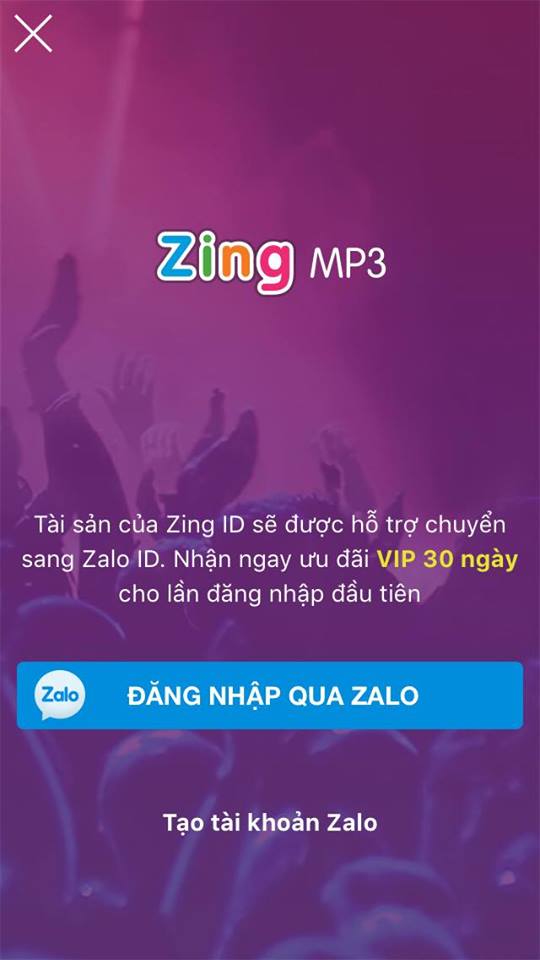 Zing MP3
Tài sản của Zing ID sẽ được hỗ trợ chuyển
sang Zalo ID. Nhận ngay ưu đãi VIP 30 ngày
cho lần đăng nhập đầu tiên
Zalo ĐĂNG NHẬP QUA ZALO
Tạo tài khoản Zalo